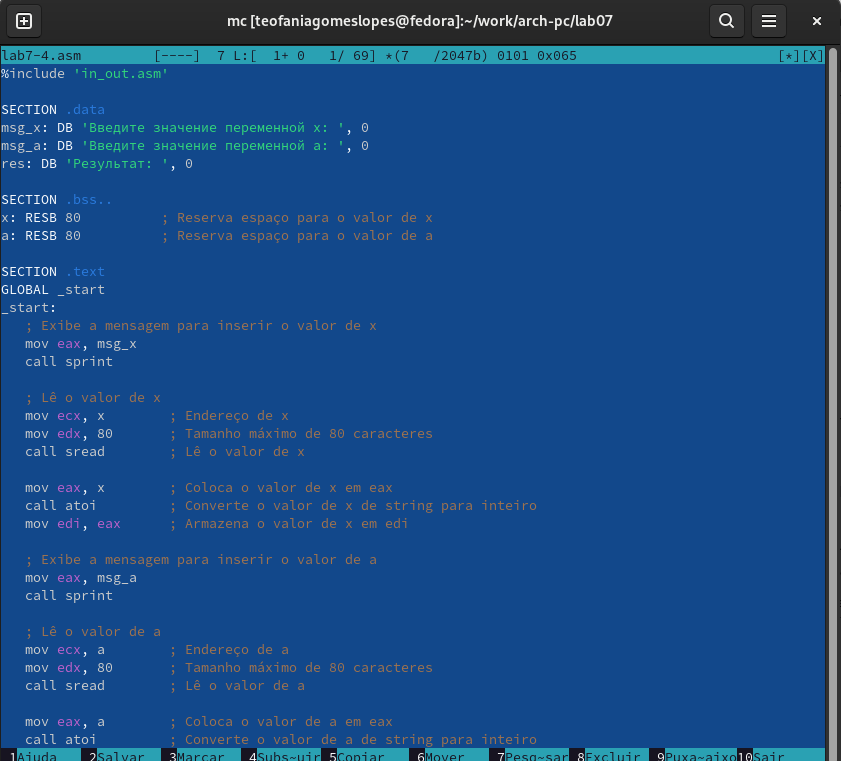 mc [teofaniagomeslopes@fedora]:~/work/arch-pc/lab07
lab7-4.asm [----] 7 L:[ 1+ 0 1/ 69] *(7 /2047b) 0101 0x065 [*][X]
%include 'in_out.asm'
SECTION .data
msg_x: DB 'Введите значение переменной x: ', 0
msg_a: DB 'Введите значение переменной a: ', 0
res: DB 'Результат: ', 0
SECTION .bss..
x: RESB 80 ; Reserva espaço para o valor de x
a: RESB 80 ; Reserva espaço para o valor de a
SECTION .text
GLOBAL _start
_start:
; Exibe a mensagem para inserir o valor de x
mov eax, msg_x
call sprint
; Lê o valor de x
mov ecx, x ; Endereço de x
mov edx, 80 ; Tamanho máximo de 80 caracteres
call sread ; Lê o valor de x
mov eax, x ; Coloca o valor de x em eax
call atoi ; Converte o valor de x de string para inteiro
mov edi, eax ; Armazena o valor de x em edi
; Exibe a mensagem para inserir o valor de a
mov eax, msg_a
call sprint
; Lê o valor de a
mov ecx, a ; Endereço de a
mov edx, 80 ; Tamanho máximo de 80 caracteres
call sread ; Lê o valor de a
mov eax, a ; Coloca o valor de a em eax
call atoi ; Converte o valor de a de string para inteiro
1Ajuda 2Salvar 3Marcar 4Subs~uir 5Copiar 6Mover 7Pesq~sar 8Excluir 9Puxa~aixo 10Sair